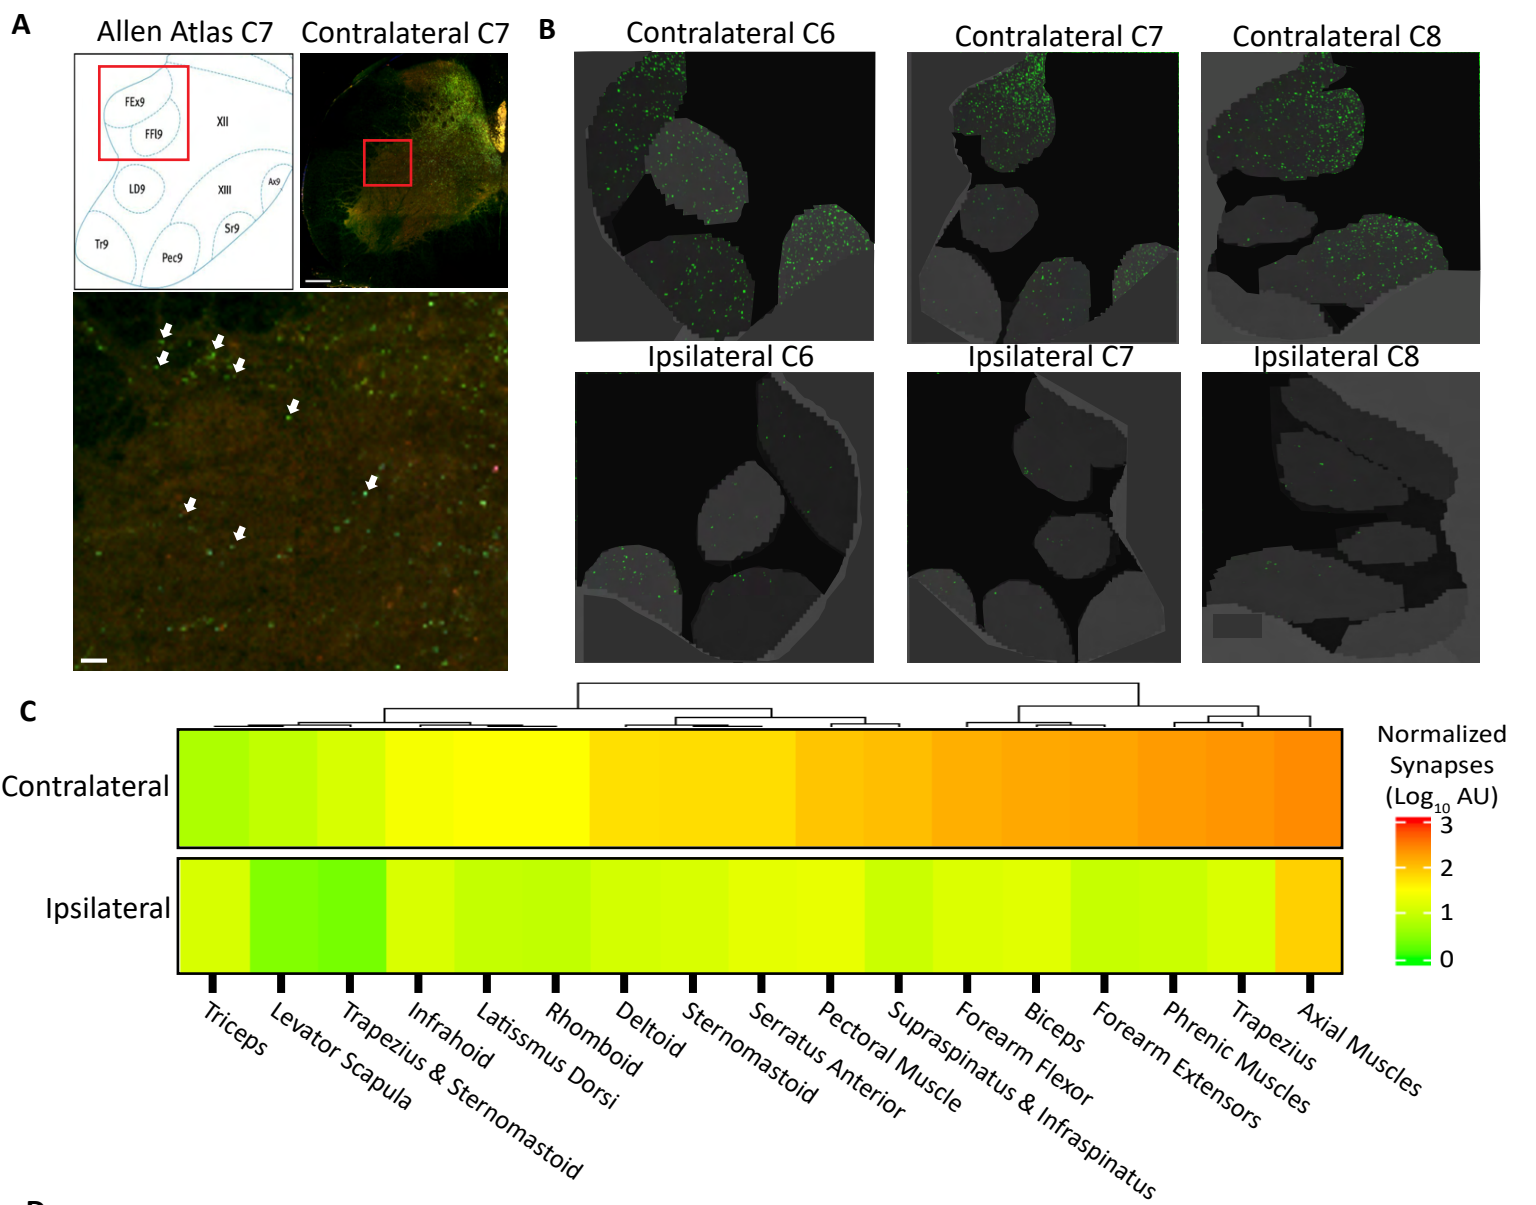 A
Allen Atlas C7
Contralateral C7
FEx9
FFl9
XII
LD9
XIII
Ax9
Sr9
Tr9
Pec9
B
Contralateral C6
Contralateral C7
Contralateral C8
Ipsilateral C6
Ipsilateral C7
Ipsilateral C8
C
Contralateral
Ipsilateral
Normalized
Synapses
(Log10 AU)
3
2
1
0
Triceps
Levator Scapula
Trapezius & Sternomastoid
Infrahoid
Latissmus Dorsi
Rhomboid
Deltoid
Sternomastoid
Serratus Anterior
Pectoral Muscle
Supraspinatus & Infraspinatus
Forearm Flexor
Biceps
Forearm Extensors
Phrenic Muscles
Trapezius
Axial Muscles